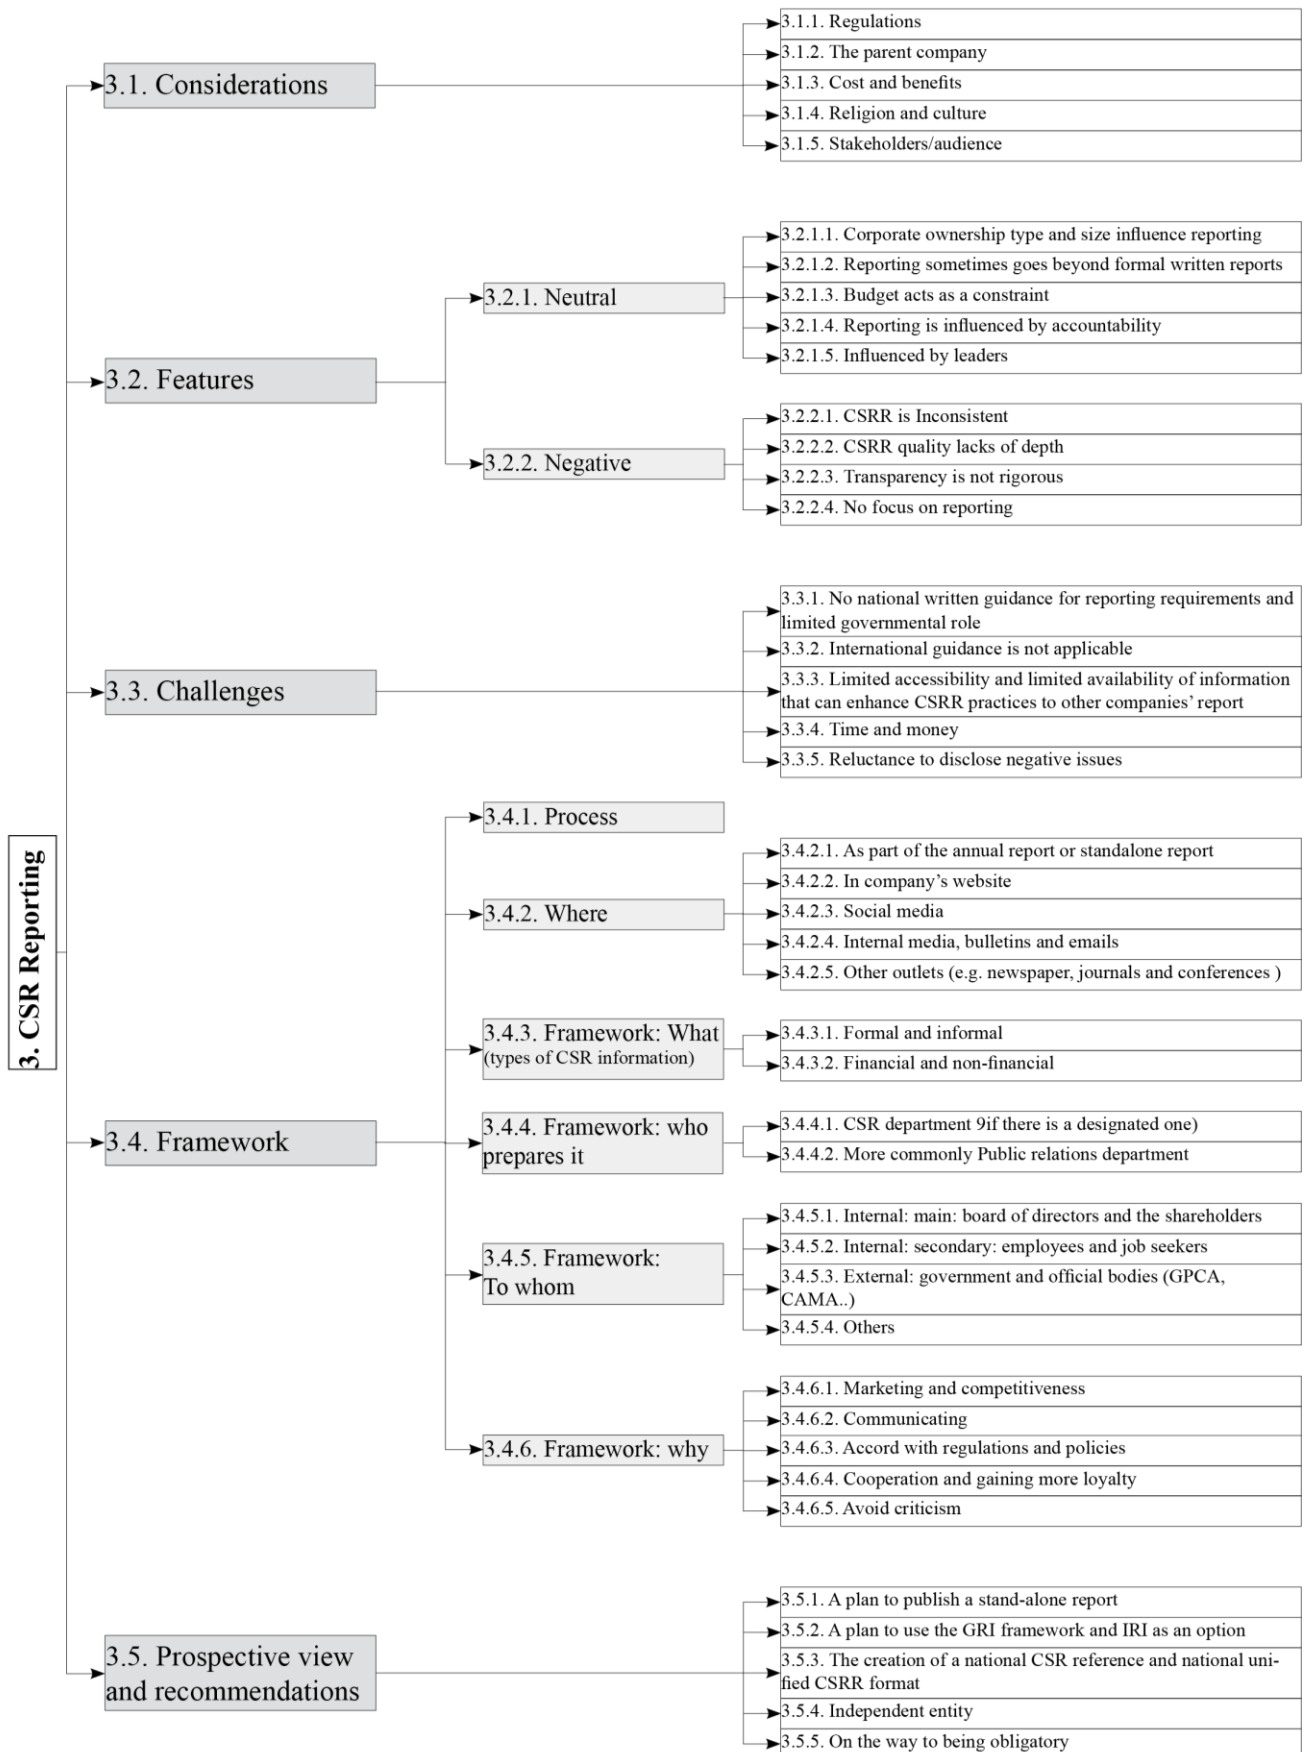 3. CSR Reporting
3.1. Considerations
3.1.1. Regulations
3.1.2. The parent company
3.1.3. Cost and benefits
3.1.4. Religion and culture
3.1.5. Stakeholders/audience
3.2. Features
3.2.1. Neutral
3.2.1.1. Corporate ownership type and size influence reporting
3.2.1.2. Reporting sometimes goes beyond formal written reports
3.2.1.3. Budget acts as a constraint
3.2.1.4. Reporting is influenced by accountability
3.2.1.5. Influenced by leaders
3.2.2. Negative
3.2.2.1. CSRR is Inconsistent
3.2.2.2. CSRR quality lacks of depth
3.2.2.3. Transparency is not rigorous
3.2.2.4. No focus on reporting
3.3. Challenges
3.3.1. No national written guidance for reporting requirements and
limited governmental role
3.3.2. International guidance is not applicable
3.3.3. Limited accessibility and limited availability of information
that can enhance CSRR practices to other companies’ report
3.3.4. Time and money
3.3.5. Reluctance to disclose negative issues
3.4. Framework
3.4.1. Process
3.4.2. Where
3.4.2.1. As part of the annual report or standalone report
3.4.2.2. In company’s website
3.4.2.3. Social media
3.4.2.4. Internal media, bulletins and emails
3.4.2.5. Other outlets (e.g. newspaper, journals and conferences )
3.4.3. Framework: What
(types of CSR information)
3.4.3.1. Formal and informal
3.4.3.2. Financial and non-financial
3.4.4. Framework: who
prepares it
3.4.4.1. CSR department 9if there is a designated one)
3.4.4.2. More commonly Public relations department
3.4.5. Framework:
To whom
3.4.5.1. Internal: main: board of directors and the shareholders
3.4.5.2. Internal: secondary: employees and job seekers
3.4.5.3. External: government and official bodies (GPCA,
CAMA..)
3.4.5.4. Others
3.4.6. Framework: why
3.4.6.1. Marketing and competitiveness
3.4.6.2. Communicating
3.4.6.3. Accord with regulations and policies
3.4.6.4. Cooperation and gaining more loyalty
3.4.6.5. Avoid criticism
3.5. Prospective view
and recommendations
3.5.1. A plan to publish a stand-alone report
3.5.2. A plan to use the GRI framework and IRI as an option
3.5.3. The creation of a national CSR reference and national uni-
fied CSRR format
3.5.4. Independent entity
3.5.5. On the way to being obligatory